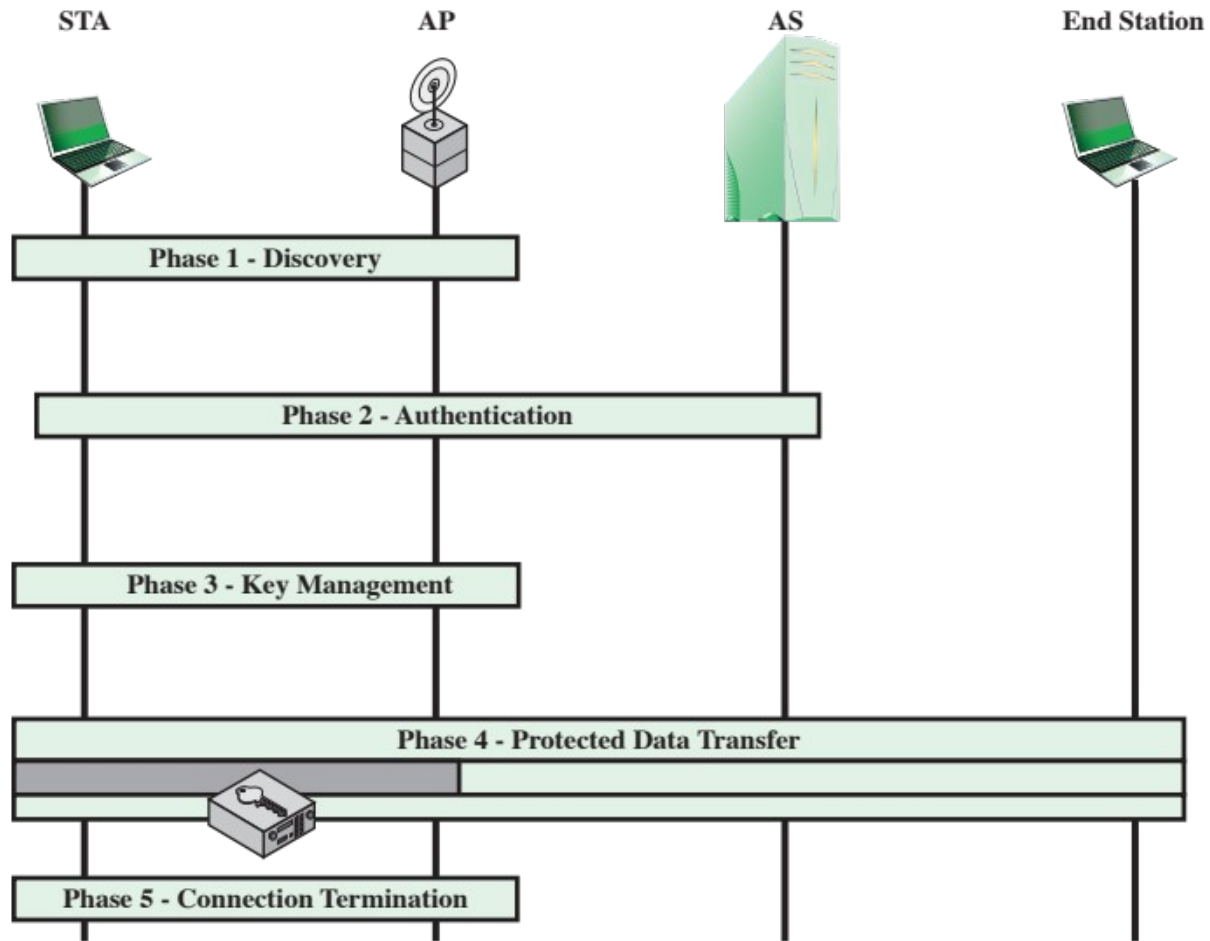 STA
AP
AS
End Station
Phase 1 - Discovery
Phase 2 - Authentication
Phase 3 - Key Management
Phase 4 - Protected Data Transfer
Phase 5 - Connection Termination